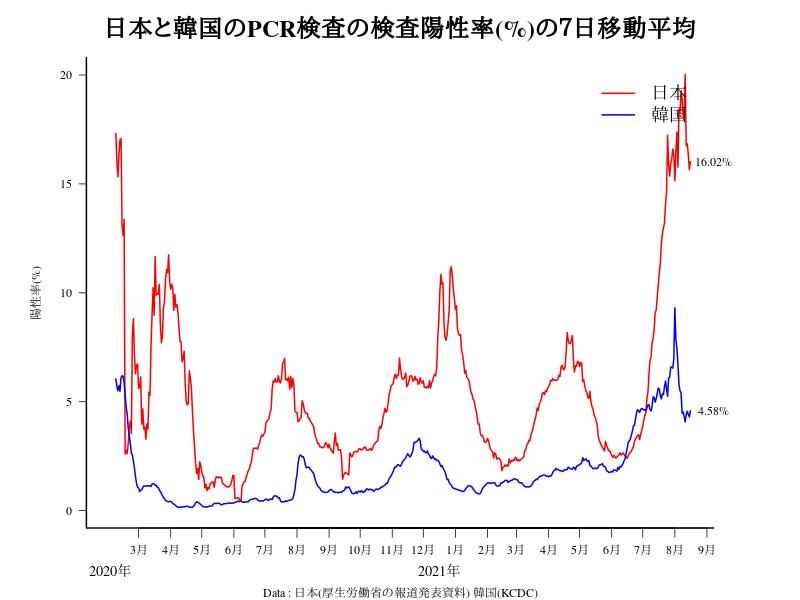 日本と韓国のPCR検査の検査陽性率(%)の7日移動平均
陽性率(%)
20
15
10
5
0
日本
韓国
16.02%
4.58%
3月 4月 5月 6月 7月 8月 9月 10月 11月 12月 1月 2月 3月 4月 5月 6月 7月 8月 9月
2020年 2021年
Data : 日本(厚生労働省の報道発表資料) 韓国(KCDC)